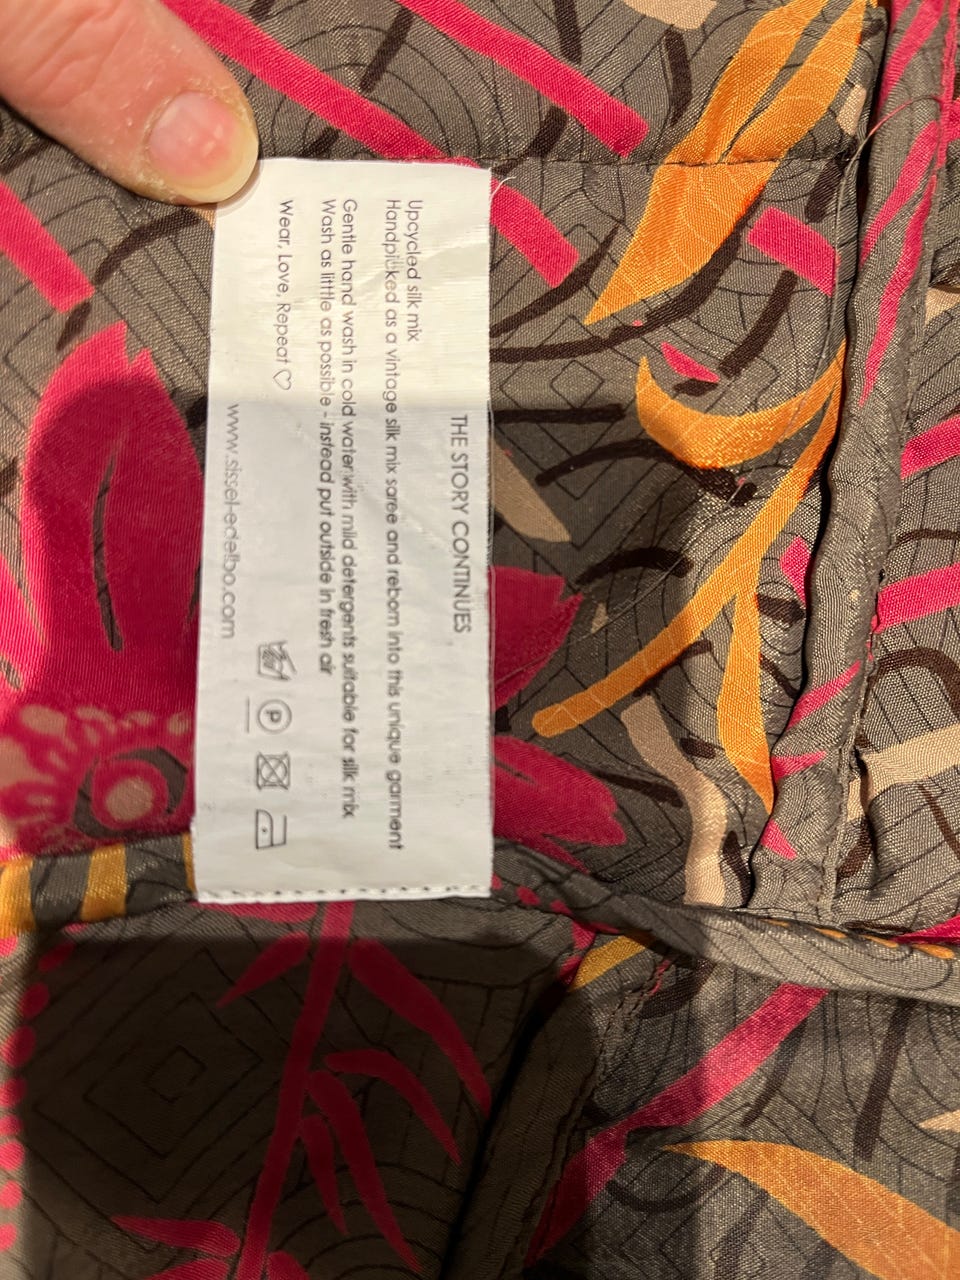 THE STORY CONTINUES
Upcycled silk mix
Handpicked as a vintage silk mix saree and reborn into this unique garment
Gentle hand wash in cold water with mild detergents suitable for silk mix
Wash as little as possible - instead put outside in fresh air
Wear, Love, Repeat ♡
P
www.sissel-edelbo.com